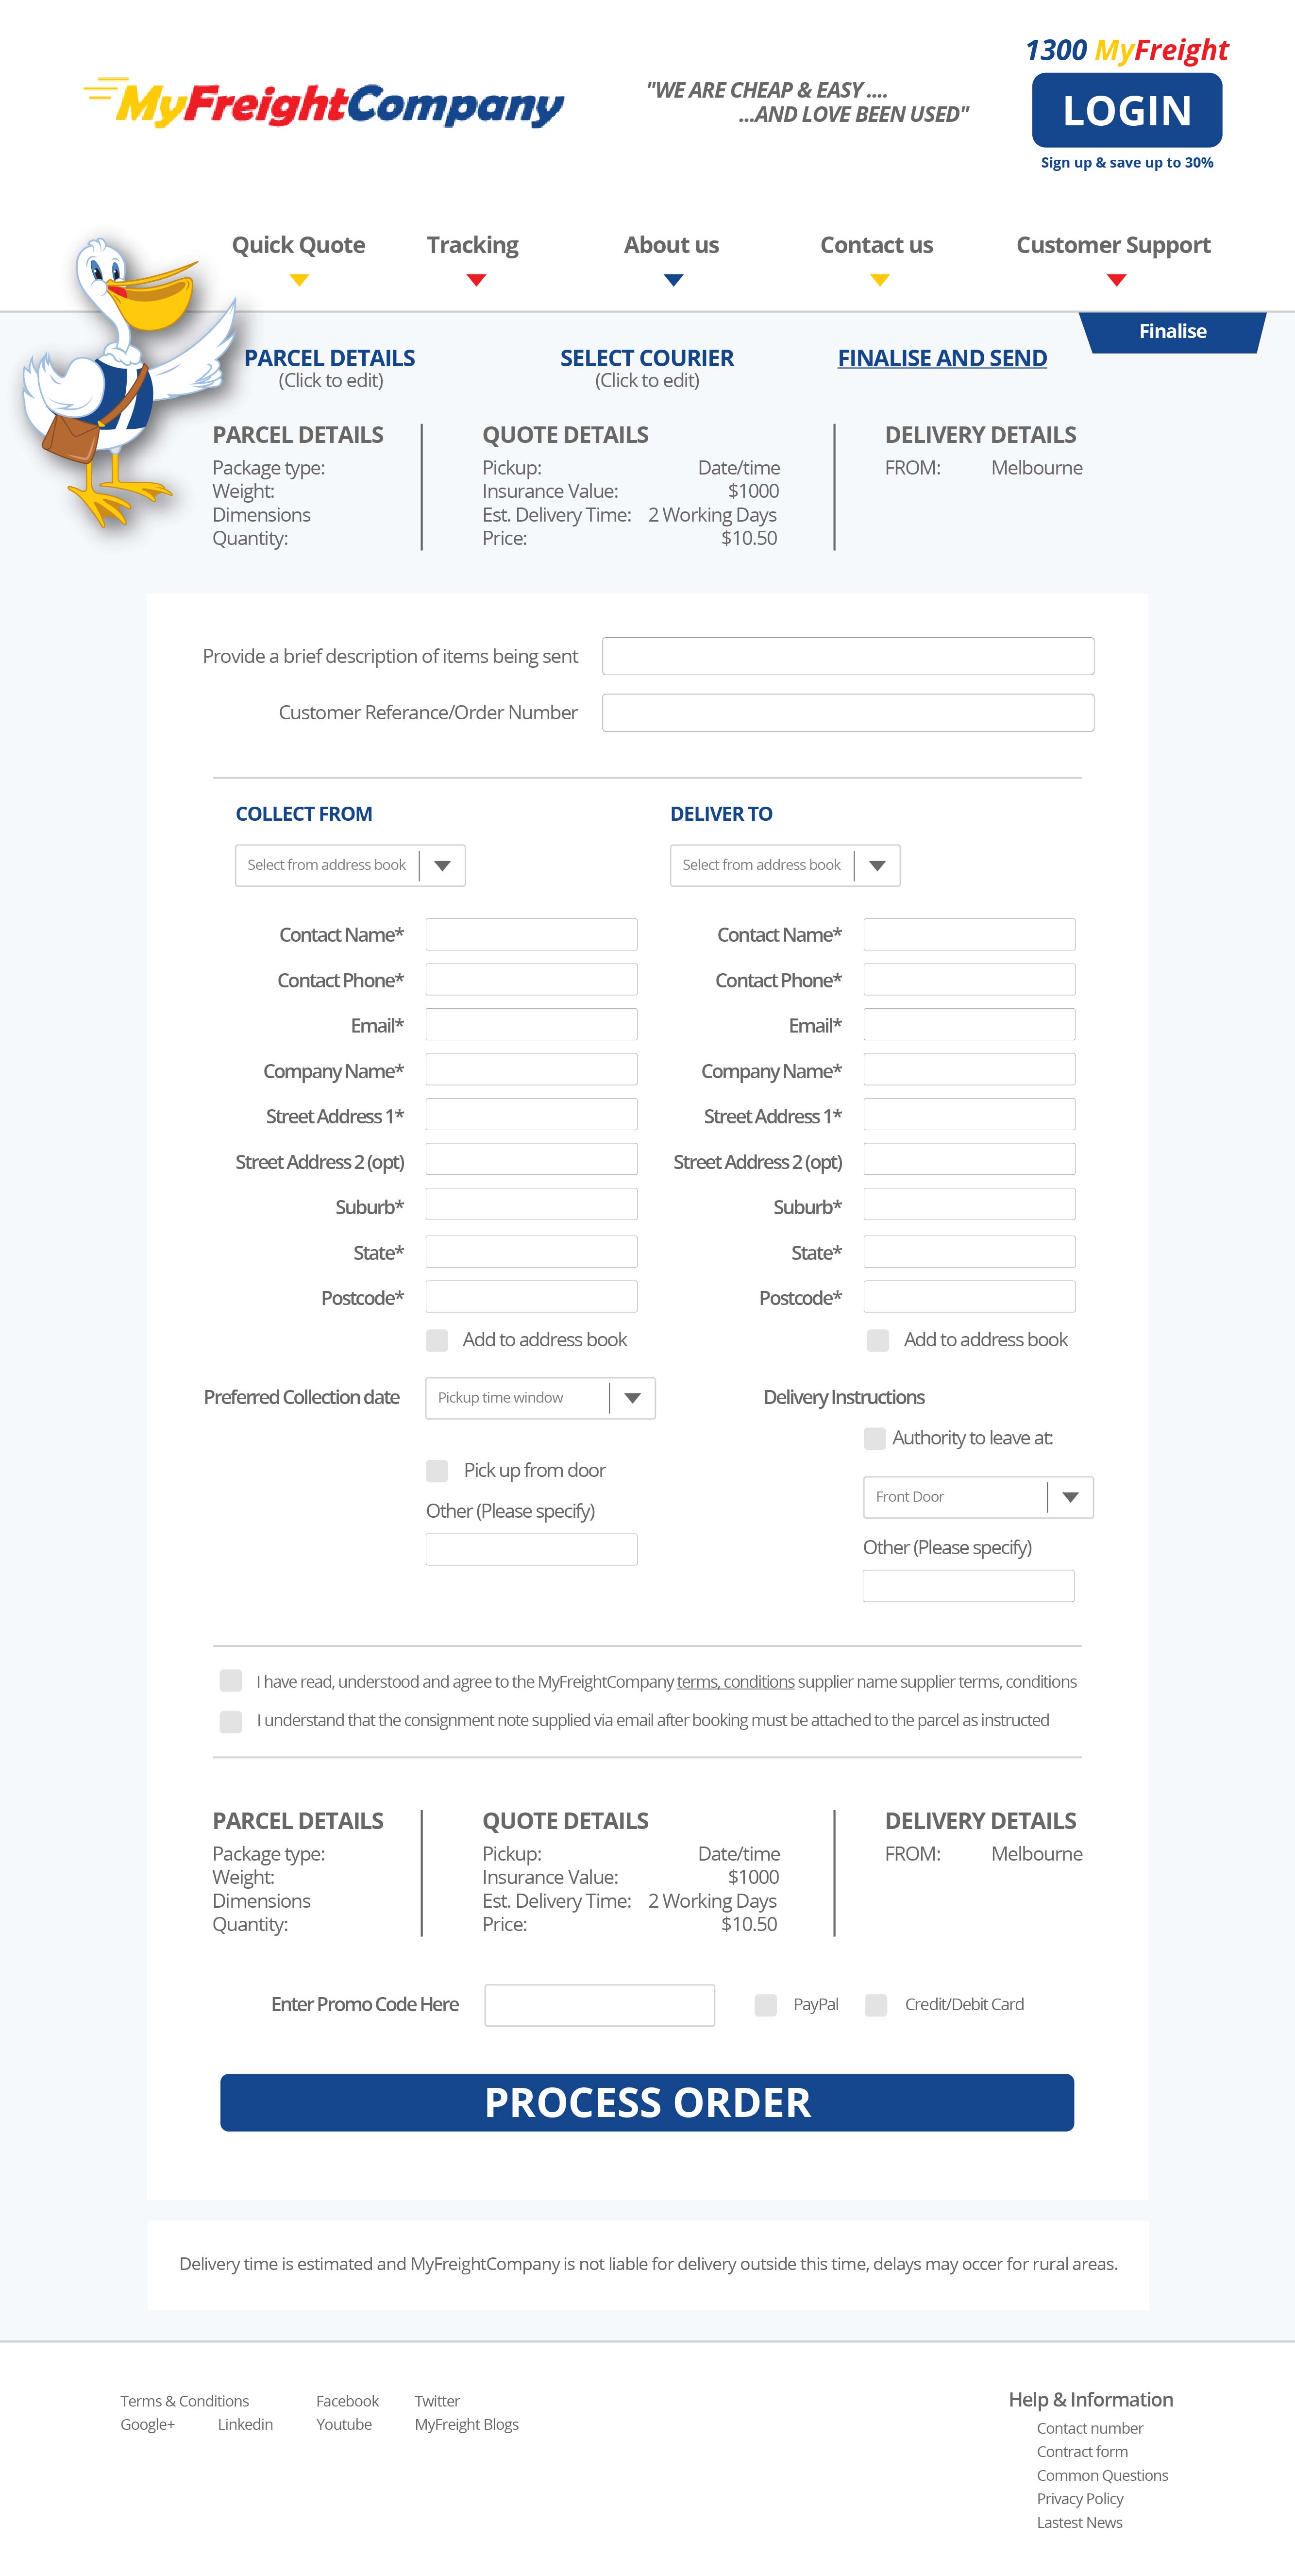 1300 MyFreight
MyFreightCompany
"WE ARE CHEAP & EASY ....
...AND LOVE BEEN USED"
LOGIN
Sign up & save up to 30%
Quick Quote Tracking About us Contact us Customer Support
Finalise
PARCEL DETAILS SELECT COURIER FINALISE AND SEND
(Click to edit) (Click to edit)
PARCEL DETAILS
Package type:
Weight:
Dimensions
Quantity:
QUOTE DETAILS
Pickup: Date/time
Insurance Value: $1000
Est. Delivery Time: 2 Working Days
Price: $10.50
DELIVERY DETAILS
FROM: Melbourne
Provide a brief description of items being sent
Customer Referance/Order Number
COLLECT FROM
Select from address book
Contact Name*
Contact Phone*
Email*
Company Name*
Street Address 1*
Street Address 2 (opt)
Suburb*
State*
Postcode*
Add to address book
Preferred Collection date Pickup time window
Pick up from door
Other (Please specify)
DELIVER TO
Select from address book
Contact Name*
Contact Phone*
Email*
Company Name*
Street Address 1*
Street Address 2 (opt)
Suburb*
State*
Postcode*
Add to address book
Delivery Instructions
Authority to leave at:
Front Door
Other (Please specify)
I have read, understood and agree to the MyFreightCompany terms, conditions supplier name supplier terms, conditions
I understand that the consignment note supplied via email after booking must be attached to the parcel as instructed
PARCEL DETAILS
Package type:
Weight:
Dimensions
Quantity:
QUOTE DETAILS
Pickup: Date/time
Insurance Value: $1000
Est. Delivery Time: 2 Working Days
Price: $10.50
DELIVERY DETAILS
FROM: Melbourne
Enter Promo Code Here PayPal Credit/Debit Card
PROCESS ORDER
Delivery time is estimated and MyFreightCompany is not liable for delivery outside this time, delays may occer for rural areas.
Terms & Conditions Facebook Twitter
Google+ Linkedin Youtube MyFreight Blogs
Help & Information
Contact number
Contract form
Common Questions
Privacy Policy
Lastest News